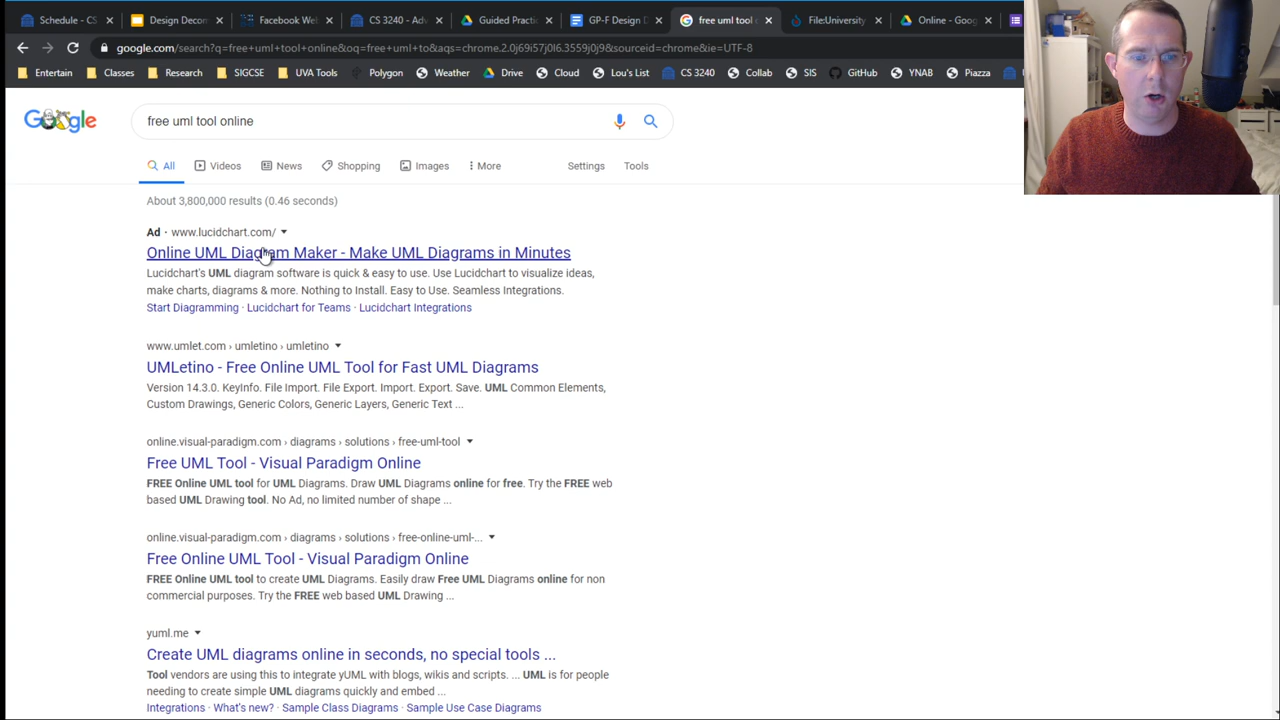 Schedule - CS
Design Decom
Facebook Web
CS 3240 - Adv
Guided Practic
GP-F Design D
free uml tool o
File:University
Online - Goog
google.com/search?q=free+uml+tool+online&oq=free+uml+to&aqs=chrome.2.0j69i57j0l6.3559j0j9&sourceid=chrome&ie=UTF-8
Entertain
Classes
Research
SIGCSE
UVA Tools
Polygon
Weather
Drive
Cloud
Lou's List
CS 3240
Collab
SIS
GitHub
YNAB
Piazza
Google
free uml tool online
All
Videos
News
Shopping
Images
More
Settings
Tools
About 3,800,000 results (0.46 seconds)
Ad · www.lucidchart.com/
Online UML Diagram Maker - Make UML Diagrams in Minutes
Lucidchart's UML diagram software is quick & easy to use. Use Lucidchart to visualize ideas,
make charts, diagrams & more. Nothing to Install. Easy to Use. Seamless Integrations.
Start Diagramming · Lucidchart for Teams · Lucidchart Integrations
www.umlet.com › umletino › umletino
UMLetino - Free Online UML Tool for Fast UML Diagrams
Version 14.3.0. KeyInfo. File Import. File Export. Import. Export. Save. UML Common Elements,
Custom Drawings, Generic Colors, Generic Layers, Generic Text ...
online.visual-paradigm.com › diagrams › solutions › free-uml-tool
Free UML Tool - Visual Paradigm Online
FREE Online UML tool for UML Diagrams. Draw UML Diagrams online for free. Try the FREE web
based UML Drawing tool. No Ad, no limited number of shape ...
online.visual-paradigm.com › diagrams › solutions › free-online-uml-...
Free Online UML Tool - Visual Paradigm Online
FREE Online UML tool to create UML Diagrams. Easily draw Free UML Diagrams online for non
commercial purposes. Try the FREE web based UML Drawing ...
yuml.me
Create UML diagrams online in seconds, no special tools ...
Tool vendors are using this to integrate yUML with blogs, wikis and scripts. ... UML is for people
needing to create simple UML diagrams quickly and embed ...
Integrations · What's new? · Sample Class Diagrams · Sample Use Case Diagrams